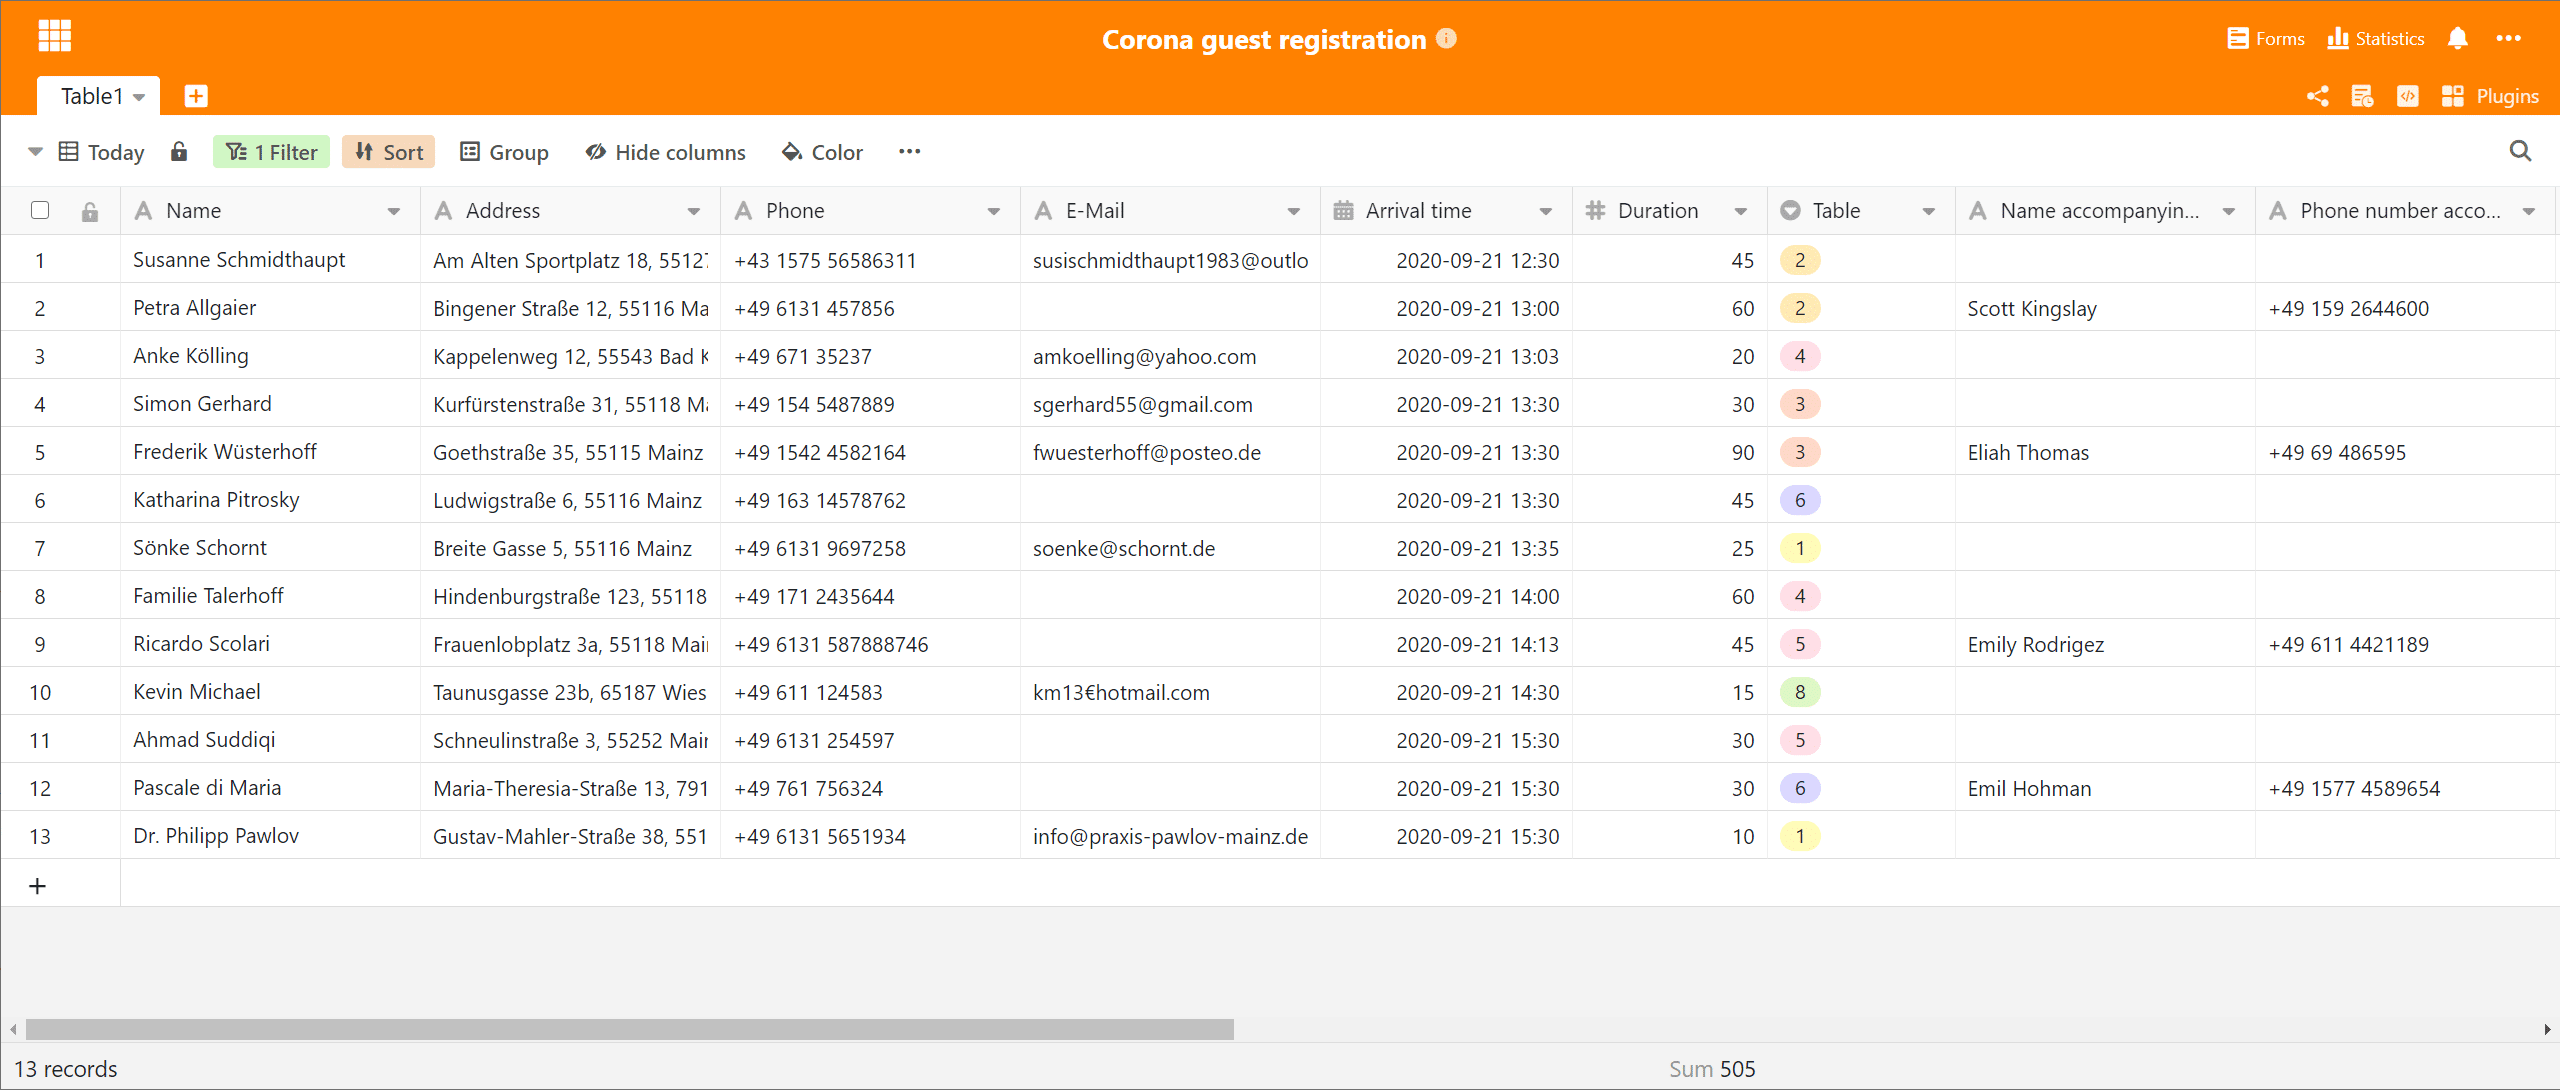 Corona guest registration
Forms Statistics
Table1
Plugins
Today 1 Filter Sort Group Hide columns Color
Name Address Phone E-Mail Arrival time Duration Table Name accompanyin... Phone number acco...
1 Susanne Schmidthaupt Am Alten Sportplatz 18, 55127 +43 1575 56586311 susischmidthaupt1983@outlo 2020-09-21 12:30 45 2
2 Petra Allgaier Bingener Straße 12, 55116 Ma +49 6131 457856 2020-09-21 13:00 60 2 Scott Kingslay +49 159 2644600
3 Anke Kölling Kappelenweg 12, 55543 Bad K +49 671 35237 amkoelling@yahoo.com 2020-09-21 13:03 20 4
4 Simon Gerhard Kurfürstenstraße 31, 55118 Ma +49 154 5487889 sgerhard55@gmail.com 2020-09-21 13:30 30 3
5 Frederik Wüsterhoff Goethstraße 35, 55115 Mainz +49 1542 4582164 fwuesterhoff@posteo.de 2020-09-21 13:30 90 3 Eliah Thomas +49 69 486595
6 Katharina Pitrosky Ludwigstraße 6, 55116 Mainz +49 163 14578762 2020-09-21 13:30 45 6
7 Sönke Schornt Breite Gasse 5, 55116 Mainz +49 6131 9697258 soenke@schornt.de 2020-09-21 13:35 25 1
8 Familie Talerhoff Hindenburgstraße 123, 55118 +49 171 2435644 2020-09-21 14:00 60 4
9 Ricardo Scolari Frauenlobplatz 3a, 55118 Mai +49 6131 587888746 2020-09-21 14:13 45 5 Emily Rodrigez +49 611 4421189
10 Kevin Michael Taunusgasse 23b, 65187 Wies +49 611 124583 km13€hotmail.com 2020-09-21 14:30 15 8
11 Ahmad Suddiqi Schneulinstraße 3, 55252 Mai +49 6131 254597 2020-09-21 15:30 30 5
12 Pascale di Maria Maria-Theresia-Straße 13, 791 +49 761 756324 2020-09-21 15:30 30 6 Emil Hohman +49 1577 4589654
13 Dr. Philipp Pawlov Gustav-Mahler-Straße 38, 551 +49 6131 5651934 info@praxis-pawlov-mainz.de 2020-09-21 15:30 10 1
13 records Sum 505